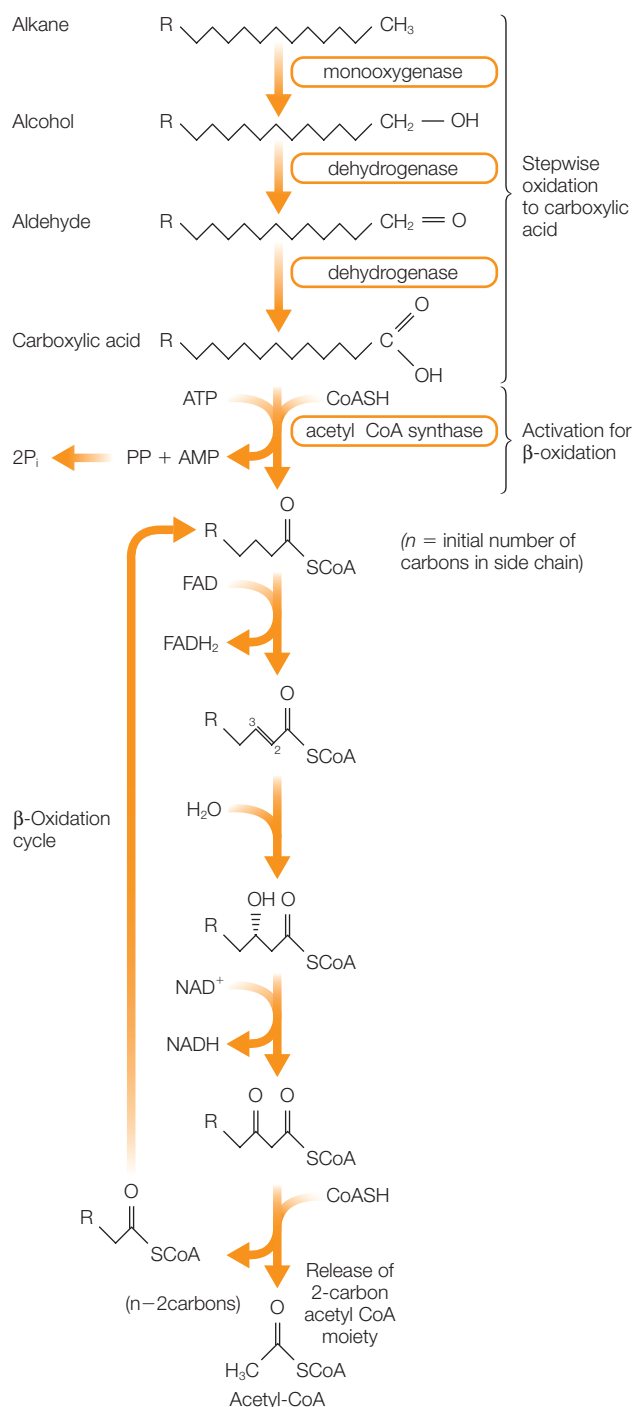 Alkane R CH₃
monooxygenase
Alcohol R CH₂ — OH
dehydrogenase
Stepwise
oxidation
to carboxylic
acid
Aldehyde R CH₂ = O
dehydrogenase
O
Carboxylic acid R C
OH
ATP CoASH
acetyl CoA synthase
Activation for
β-oxidation
2Pᵢ PP + AMP
O
R
SCoA
(n = initial number of
carbons in side chain)
FAD
FADH₂
O
R 3
2
SCoA
H₂O
β-Oxidation
cycle
OH O
R
SCoA
NAD⁺
NADH
O O
R
SCoA
CoASH
O
R
SCoA
(n−2carbons)
Release of
2-carbon
acetyl CoA
moiety
O
H₃C SCoA
Acetyl-CoA